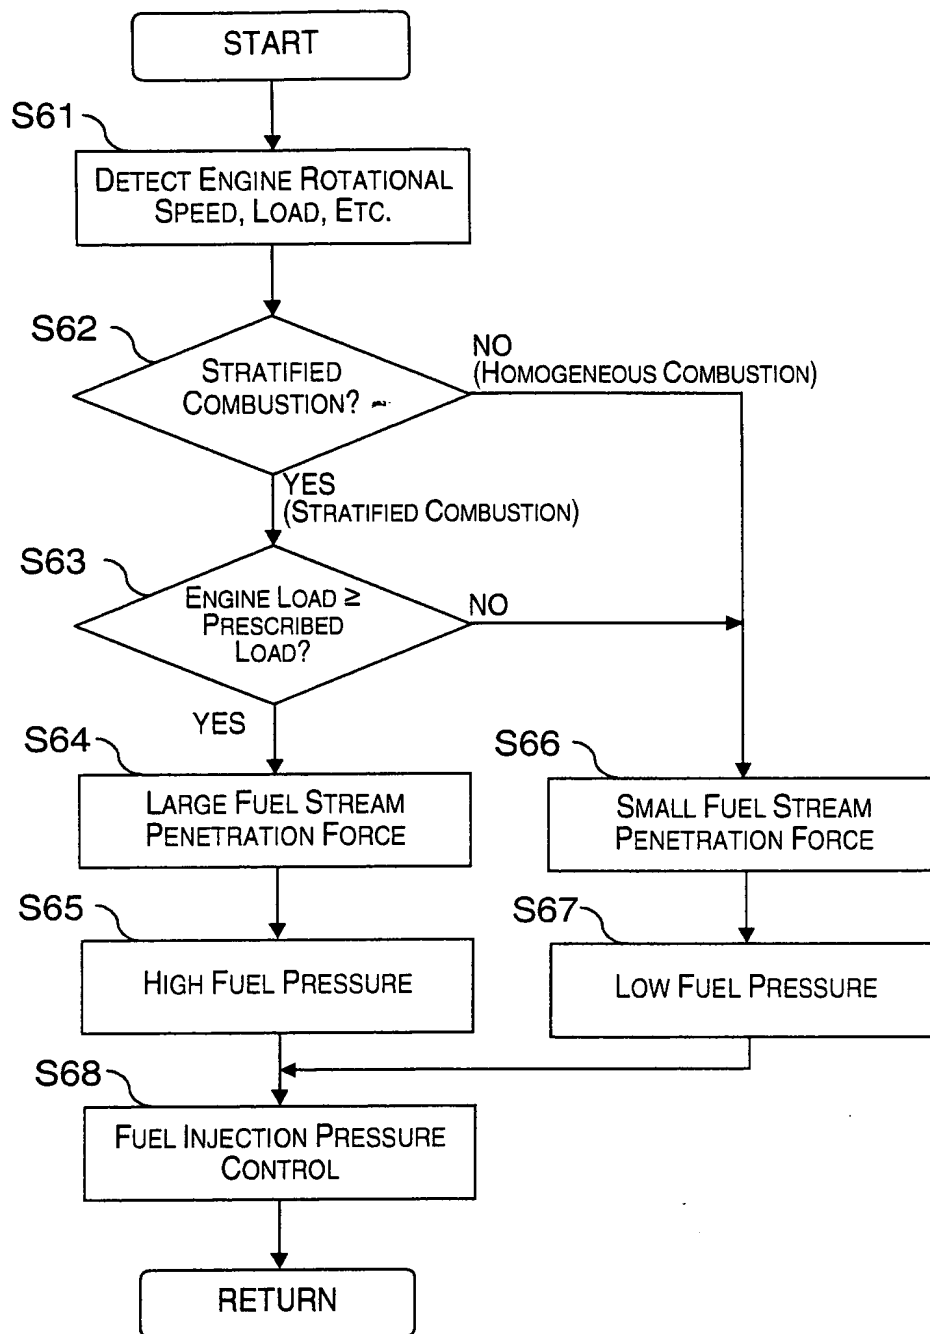 START
S61
DETECT ENGINE ROTATIONAL
SPEED, LOAD, ETC.
S62
STRATIFIED
COMBUSTION?
NO
(HOMOGENEOUS COMBUSTION)
YES
(STRATIFIED COMBUSTION)
S63
ENGINE LOAD ≥
PRESCRIBED
LOAD?
NO
YES
S64
LARGE FUEL STREAM
PENETRATION FORCE
S66
SMALL FUEL STREAM
PENETRATION FORCE
S65
HIGH FUEL PRESSURE
S67
LOW FUEL PRESSURE
S68
FUEL INJECTION PRESSURE
CONTROL
RETURN